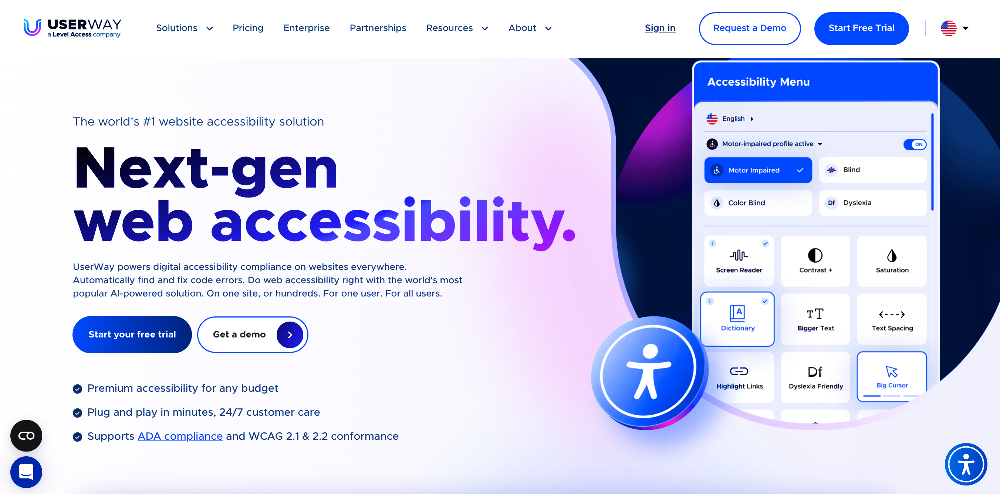 USERWAY
a Level Access company
Solutions
Pricing
Enterprise
Partnerships
Resources
About
Sign in
Request a Demo
Start Free Trial
The world's #1 website accessibility solution
Next-gen
web accessibility.
UserWay powers digital accessibility compliance on websites everywhere.
Automatically find and fix code errors. Do web accessibility right with the world's most
popular AI-powered solution. On one site, or hundreds. For one user. For all users.
Start your free trial
Get a demo
Premium accessibility for any budget
Plug and play in minutes, 24/7 customer care
Supports ADA compliance and WCAG 2.1 & 2.2 conformance
Accessibility Menu
English
Motor-impaired profile active
ON
Motor Impaired
Blind
Color Blind
Df Dyslexia
Screen Reader
Contrast +
Saturation
A
Dictionary
TT
Bigger Text
Text Spacing
Highlight Links
Df
Dyslexia Friendly
Big Cursor